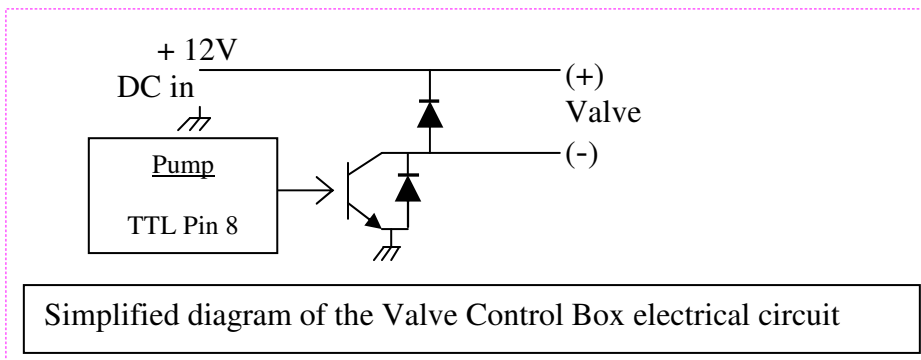 + 12V
DC in
(+)
Valve
(-)
Pump
TTL Pin 8
Simplified diagram of the Valve Control Box electrical circuit